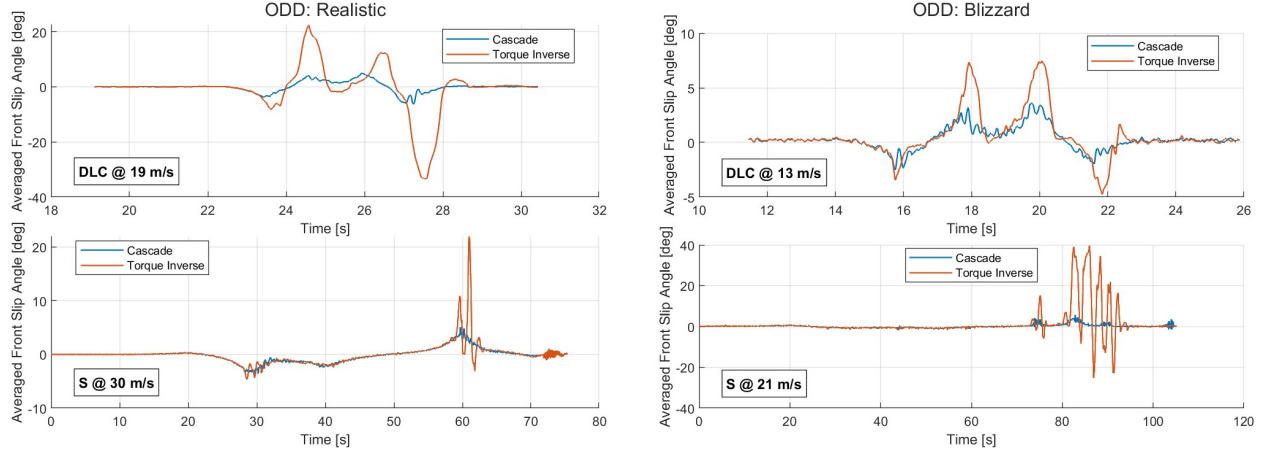 ODD: Realistic
Averaged Front Slip Angle [deg]
20
0
-20
-40
Cascade
Torque Inverse
DLC @ 19 m/s
18 20 22 24 26 28 30 32
Time [s]
ODD: Blizzard
Averaged Front Slip Angle [deg]
10
5
0
-5
Cascade
Torque Inverse
DLC @ 13 m/s
10 12 14 16 18 20 22 24 26
Time [s]
Averaged Front Slip Angle [deg]
20
10
0
-10
Cascade
Torque Inverse
S @ 30 m/s
0 10 20 30 40 50 60 70 80
Time [s]
Averaged Front Slip Angle [deg]
40
20
0
-20
-40
Cascade
Torque Inverse
S @ 21 m/s
0 20 40 60 80 100 120
Time [s]